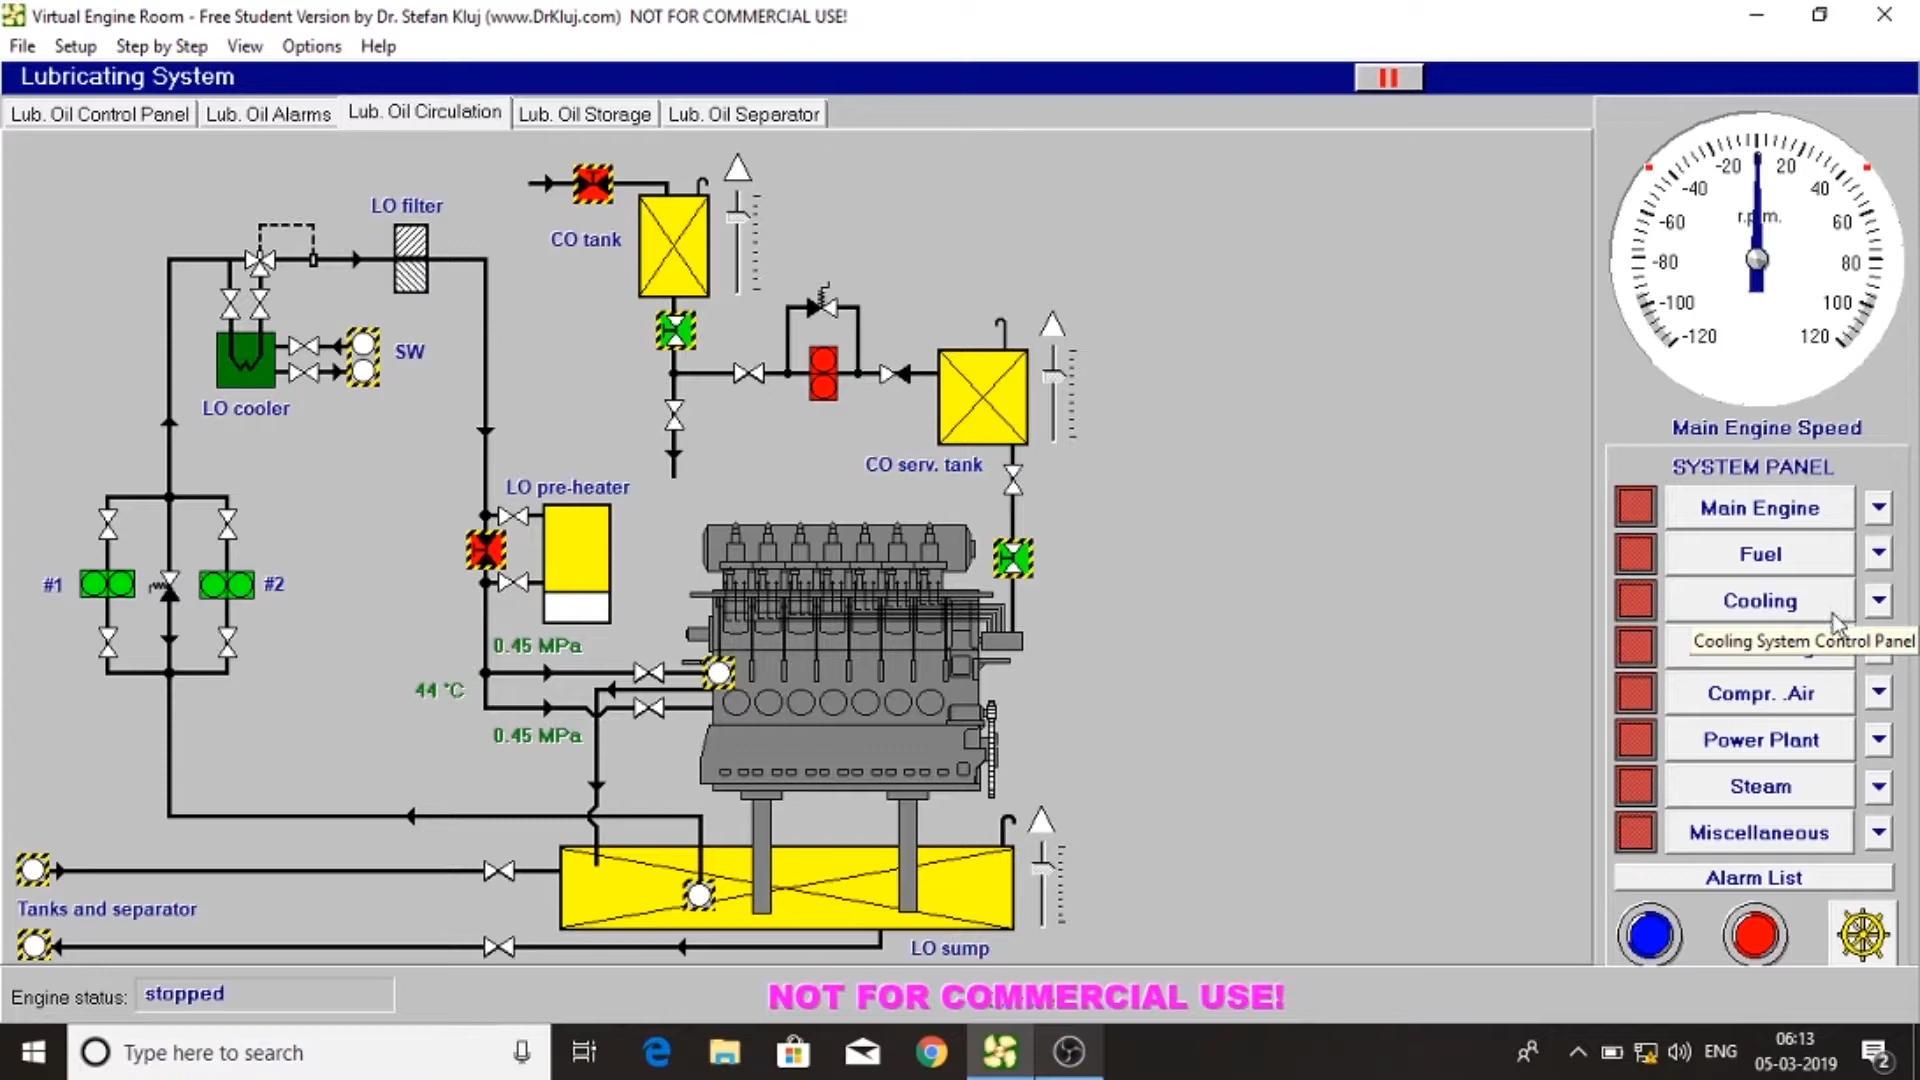 Virtual Engine Room - Free Student Version by Dr. Stefan Kluj (www.DrKluj.com) NOT FOR COMMERCIAL USE!
File Setup Step by Step View Options Help
Lubricating System
Lub. Oil Control Panel Lub. Oil Alarms Lub. Oil Circulation Lub. Oil Storage Lub. Oil Separator
LO filter
CO tank
SW
LO cooler
CO serv. tank
LO pre-heater
#1
#2
0.45 MPa
44 °C
0.45 MPa
Tanks and separator
LO sump
-20 20
-40 40
r.p.m.
-60 60
-80 80
-100 100
-120 120
Main Engine Speed
SYSTEM PANEL
Main Engine
Fuel
Cooling
Cooling System Control Panel
Compr. .Air
Power Plant
Steam
Miscellaneous
Alarm List
Engine status: stopped
NOT FOR COMMERCIAL USE!
Type here to search
ENG
06:13
05-03-2019
2